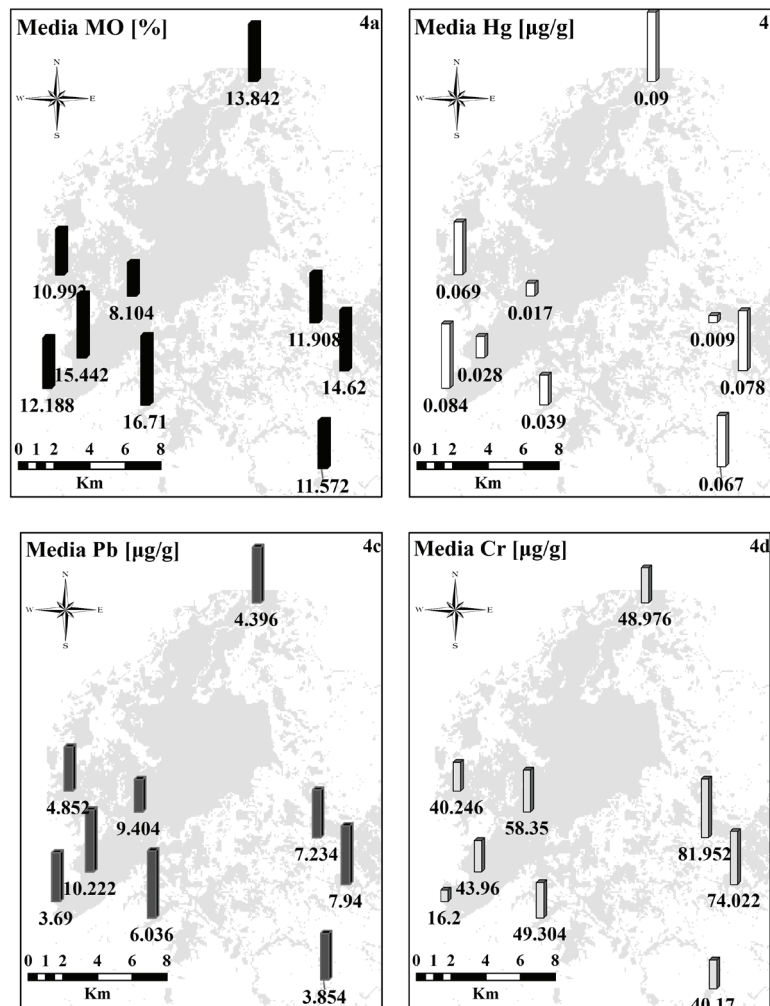 Media MO [%] 4a
N
W E
S
13.842
10.992
8.104
11.908
15.442
14.62
12.188
16.71
0 1 2 4 6 8
Km
11.572
Media Hg [µg/g] 4
N
W E
S
0.09
0.069
0.017
0.009
0.028
0.078
0.084
0.039
0 1 2 4 6 8
Km
0.067
Media Pb [µg/g] 4c
N
W E
S
4.396
4.852
9.404
7.234
10.222
7.94
3.69
6.036
0 1 2 4 6 8
Km
3.854
Media Cr [µg/g] 4d
N
W E
S
48.976
40.246
58.35
81.952
43.96
74.022
16.2
49.304
0 1 2 4 6 8
Km
40.17